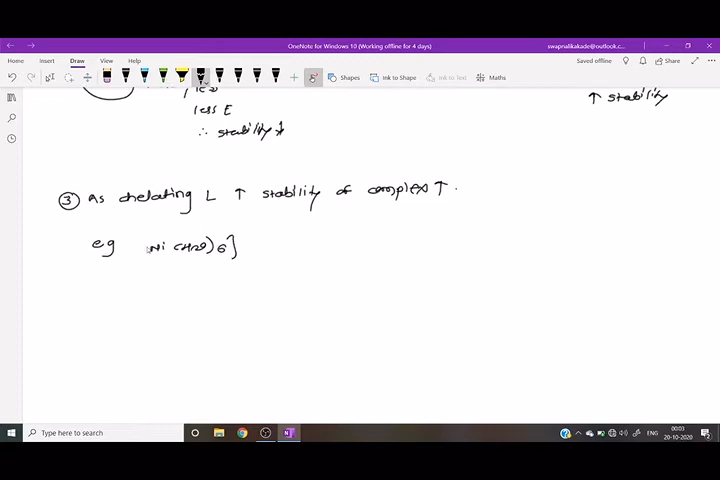 OneNote for Windows 10 (Working offline for 4 days)
swapnalikakade@outlook.c...
Home Insert Draw View Help
Saved offline Share
Shapes Ink to Shape Ink to Text Maths
less E
∴ stability ↑
↑ stability
③ As chelating L ↑ stability of complex ↑.
eg Ni(H2O)6]
Type here to search
ENG
00:03
20-10-2020